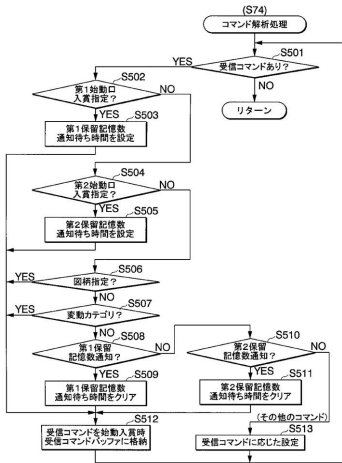 (S74)
コマンド解析処理
S501
受信コマンドあり?
YES
NO
リターン
S502
第1始動口
入賞指定?
NO
YES
S503
第1保留記憶数
通知待ち時間を設定
S504
第2始動口
入賞指定?
NO
YES
S505
第2保留記憶数
通知待ち時間を設定
S506
YES
図柄指定?
NO
S507
YES
変動カテゴリ?
NO
S508
第1保留
記憶数通知?
NO
YES
S509
第1保留記憶数
通知待ち時間をクリア
S510
第2保留
記憶数通知?
NO
YES
S511
第2保留記憶数
通知待ち時間をクリア
S512
受信コマンドを始動入賞時
受信コマンドバッファに格納
(その他のコマンド)
S513
受信コマンドに応じた設定